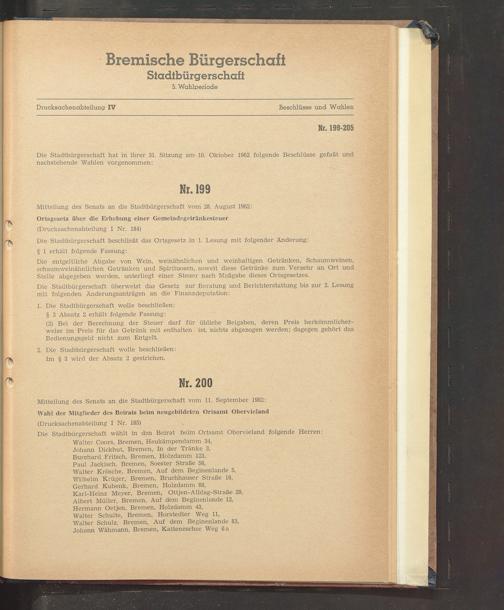 Bremische Bürgerschaft
Stadtbürgerschaft
5. Wahlperiode
Drucksachenabteilung IV Beschlüsse und Wahlen
Nr. 199-205
Die Stadtbürgerschaft hat in ihrer 31. Sitzung am 16. Oktober 1962 folgende Beschlüsse gefaßt und
nachstehende Wahlen vorgenommen:
Nr. 199
Mitteilung des Senats an die Stadtbürgerschaft vom 28. August 1962:
Ortsgesetz über die Erhebung einer Gemeindegetränkesteuer
(Drucksachenabteilung I Nr. 184)
Die Stadtbürgerschaft beschließt das Ortsgesetz in 1. Lesung mit folgender Änderung:
§ 1 erhält folgende Fassung:
Die entgeltliche Abgabe von Wein, weinähnlichen und weinhaltigen Getränken, Schaumweinen,
schaumweinähnlichen Getränken und Spirituosen, soweit diese Getränke zum Verzehr an Ort und
Stelle abgegeben werden, unterliegt einer Steuer nach Maßgabe dieses Ortsgesetzes.
Die Stadtbürgerschaft überweist das Gesetz zur Beratung und Berichterstattung bis zur 2. Lesung
mit folgenden Änderungsanträgen an die Finanzdeputation:
1. Die Stadtbürgerschaft wolle beschließen:
§ 3 Absatz 2 erhält folgende Fassung:
(2) Bei der Berechnung der Steuer darf für übliche Beigaben, deren Preis herkömmlicher-
weise im Preis für das Getränk mit enthalten ist, nichts abgezogen werden; dagegen gehört das
Bedienungsgeld nicht zum Entgelt.
2. Die Stadtbürgerschaft wolle beschließen:
Im § 3 wird der Absatz 2 gestrichen.
Nr. 200
Mitteilung des Senats an die Stadtbürgerschaft vom 11. September 1962:
Wahl der Mitglieder des Beirats beim neugebildeten Ortsamt Obervieland
(Drucksachenabteilung I Nr. 185)
Die Stadtbürgerschaft wählt in den Beirat beim Ortsamt Obervieland folgende Herren:
Walter Coors, Bremen, Heukämpendamm 34,
Johann Dickhut, Bremen, In der Tränke 3,
Burchard Fritsch, Bremen, Holzdamm 123,
Paul Jackisch, Bremen, Soester Straße 56,
Walter Krösche, Bremen, Auf dem Beginenlande 5,
Wilhelm Krüger, Bremen, Bruchhauser Straße 16,
Gerhard Kubenk, Bremen, Holzdamm 88,
Karl-Heinz Meyer, Bremen, Ottjen-Alldag-Straße 29,
Albert Müller, Bremen, Auf dem Beginenlande 12,
Hermann Oetjen, Bremen, Holzdamm 43,
Walter Schulte, Bremen, Horstedter Weg 11,
Walter Schulz, Bremen, Auf dem Beginenlande 83,
Johann Wähmann, Bremen, Kattenescher Weg 6 a